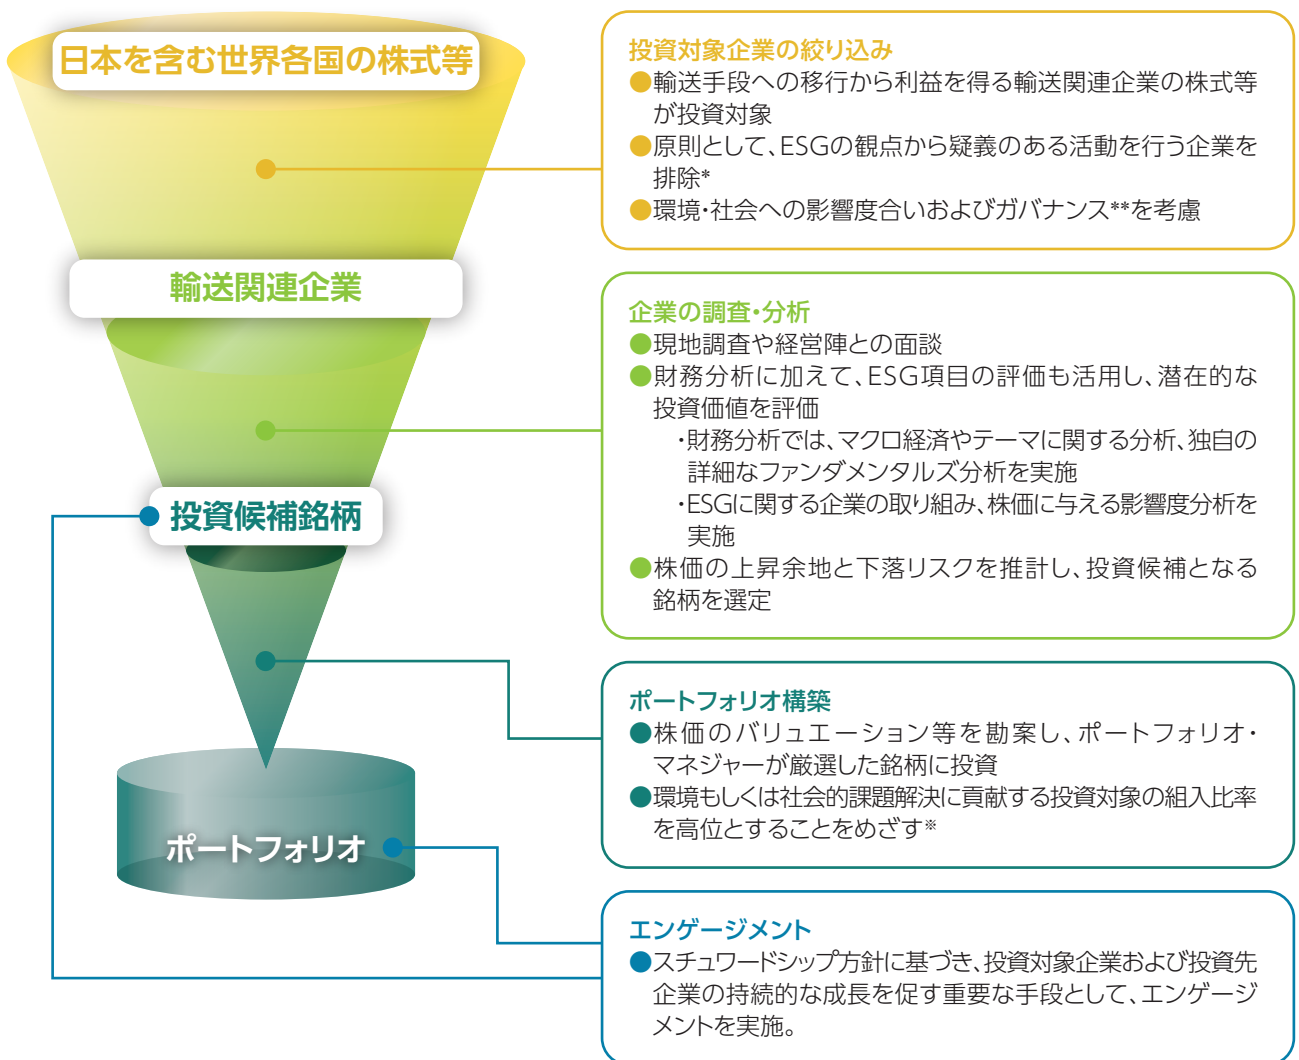 日本を含む世界各国の株式等
輸送関連企業
投資候補銘柄
ポートフォリオ
投資対象企業の絞り込み
●輸送手段への移行から利益を得る輸送関連企業の株式等
が投資対象
●原則として、ESGの観点から疑義のある活動を行う企業を
排除*
●環境・社会への影響度合いおよびガバナンス**を考慮
企業の調査・分析
●現地調査や経営陣との面談
●財務分析に加えて、ESG項目の評価も活用し、潜在的な
投資価値を評価
・財務分析では、マクロ経済やテーマに関する分析、独自の
詳細なファンダメンタルズ分析を実施
・ESGに関する企業の取り組み、株価に与える影響度分析を
実施
●株価の上昇余地と下落リスクを推計し、投資候補となる
銘柄を選定
ポートフォリオ構築
●株価のバリュエーション等を勘案し、ポートフォリオ・
マネジャーが厳選した銘柄に投資
●環境もしくは社会的課題解決に貢献する投資対象の組入比率
を高位とすることをめざす※
エンゲージメント
●スチュワードシップ方針に基づき、投資対象企業および投資先
企業の持続的な成長を促す重要な手段として、エンゲージ
メントを実施。